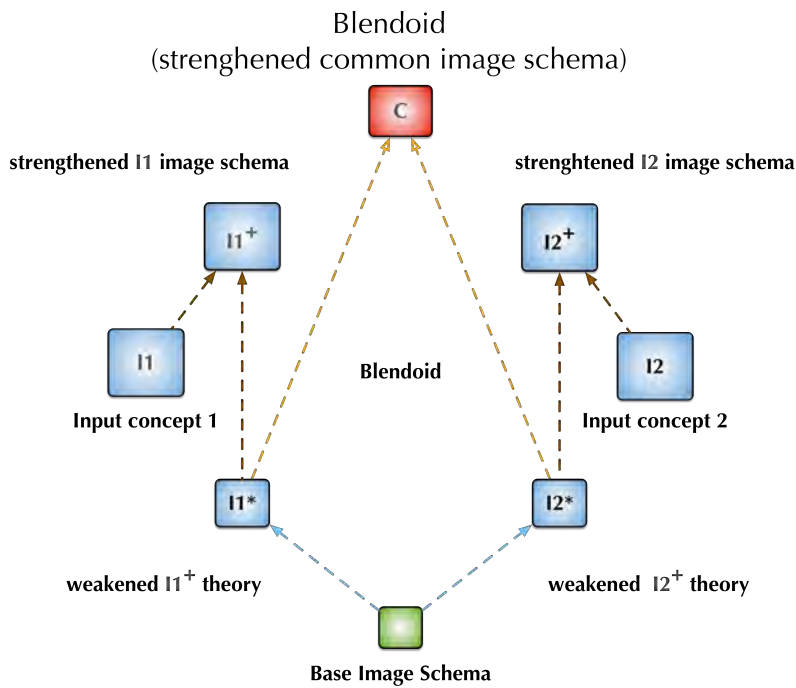 Blendoid
(strenghened common image schema)
C
strengthened I1 image schema
strenghtened I2 image schema
I1+
I2+
I1
I2
Blendoid
Input concept 1
Input concept 2
I1*
I2*
weakened I1+ theory
weakened I2+ theory
Base Image Schema